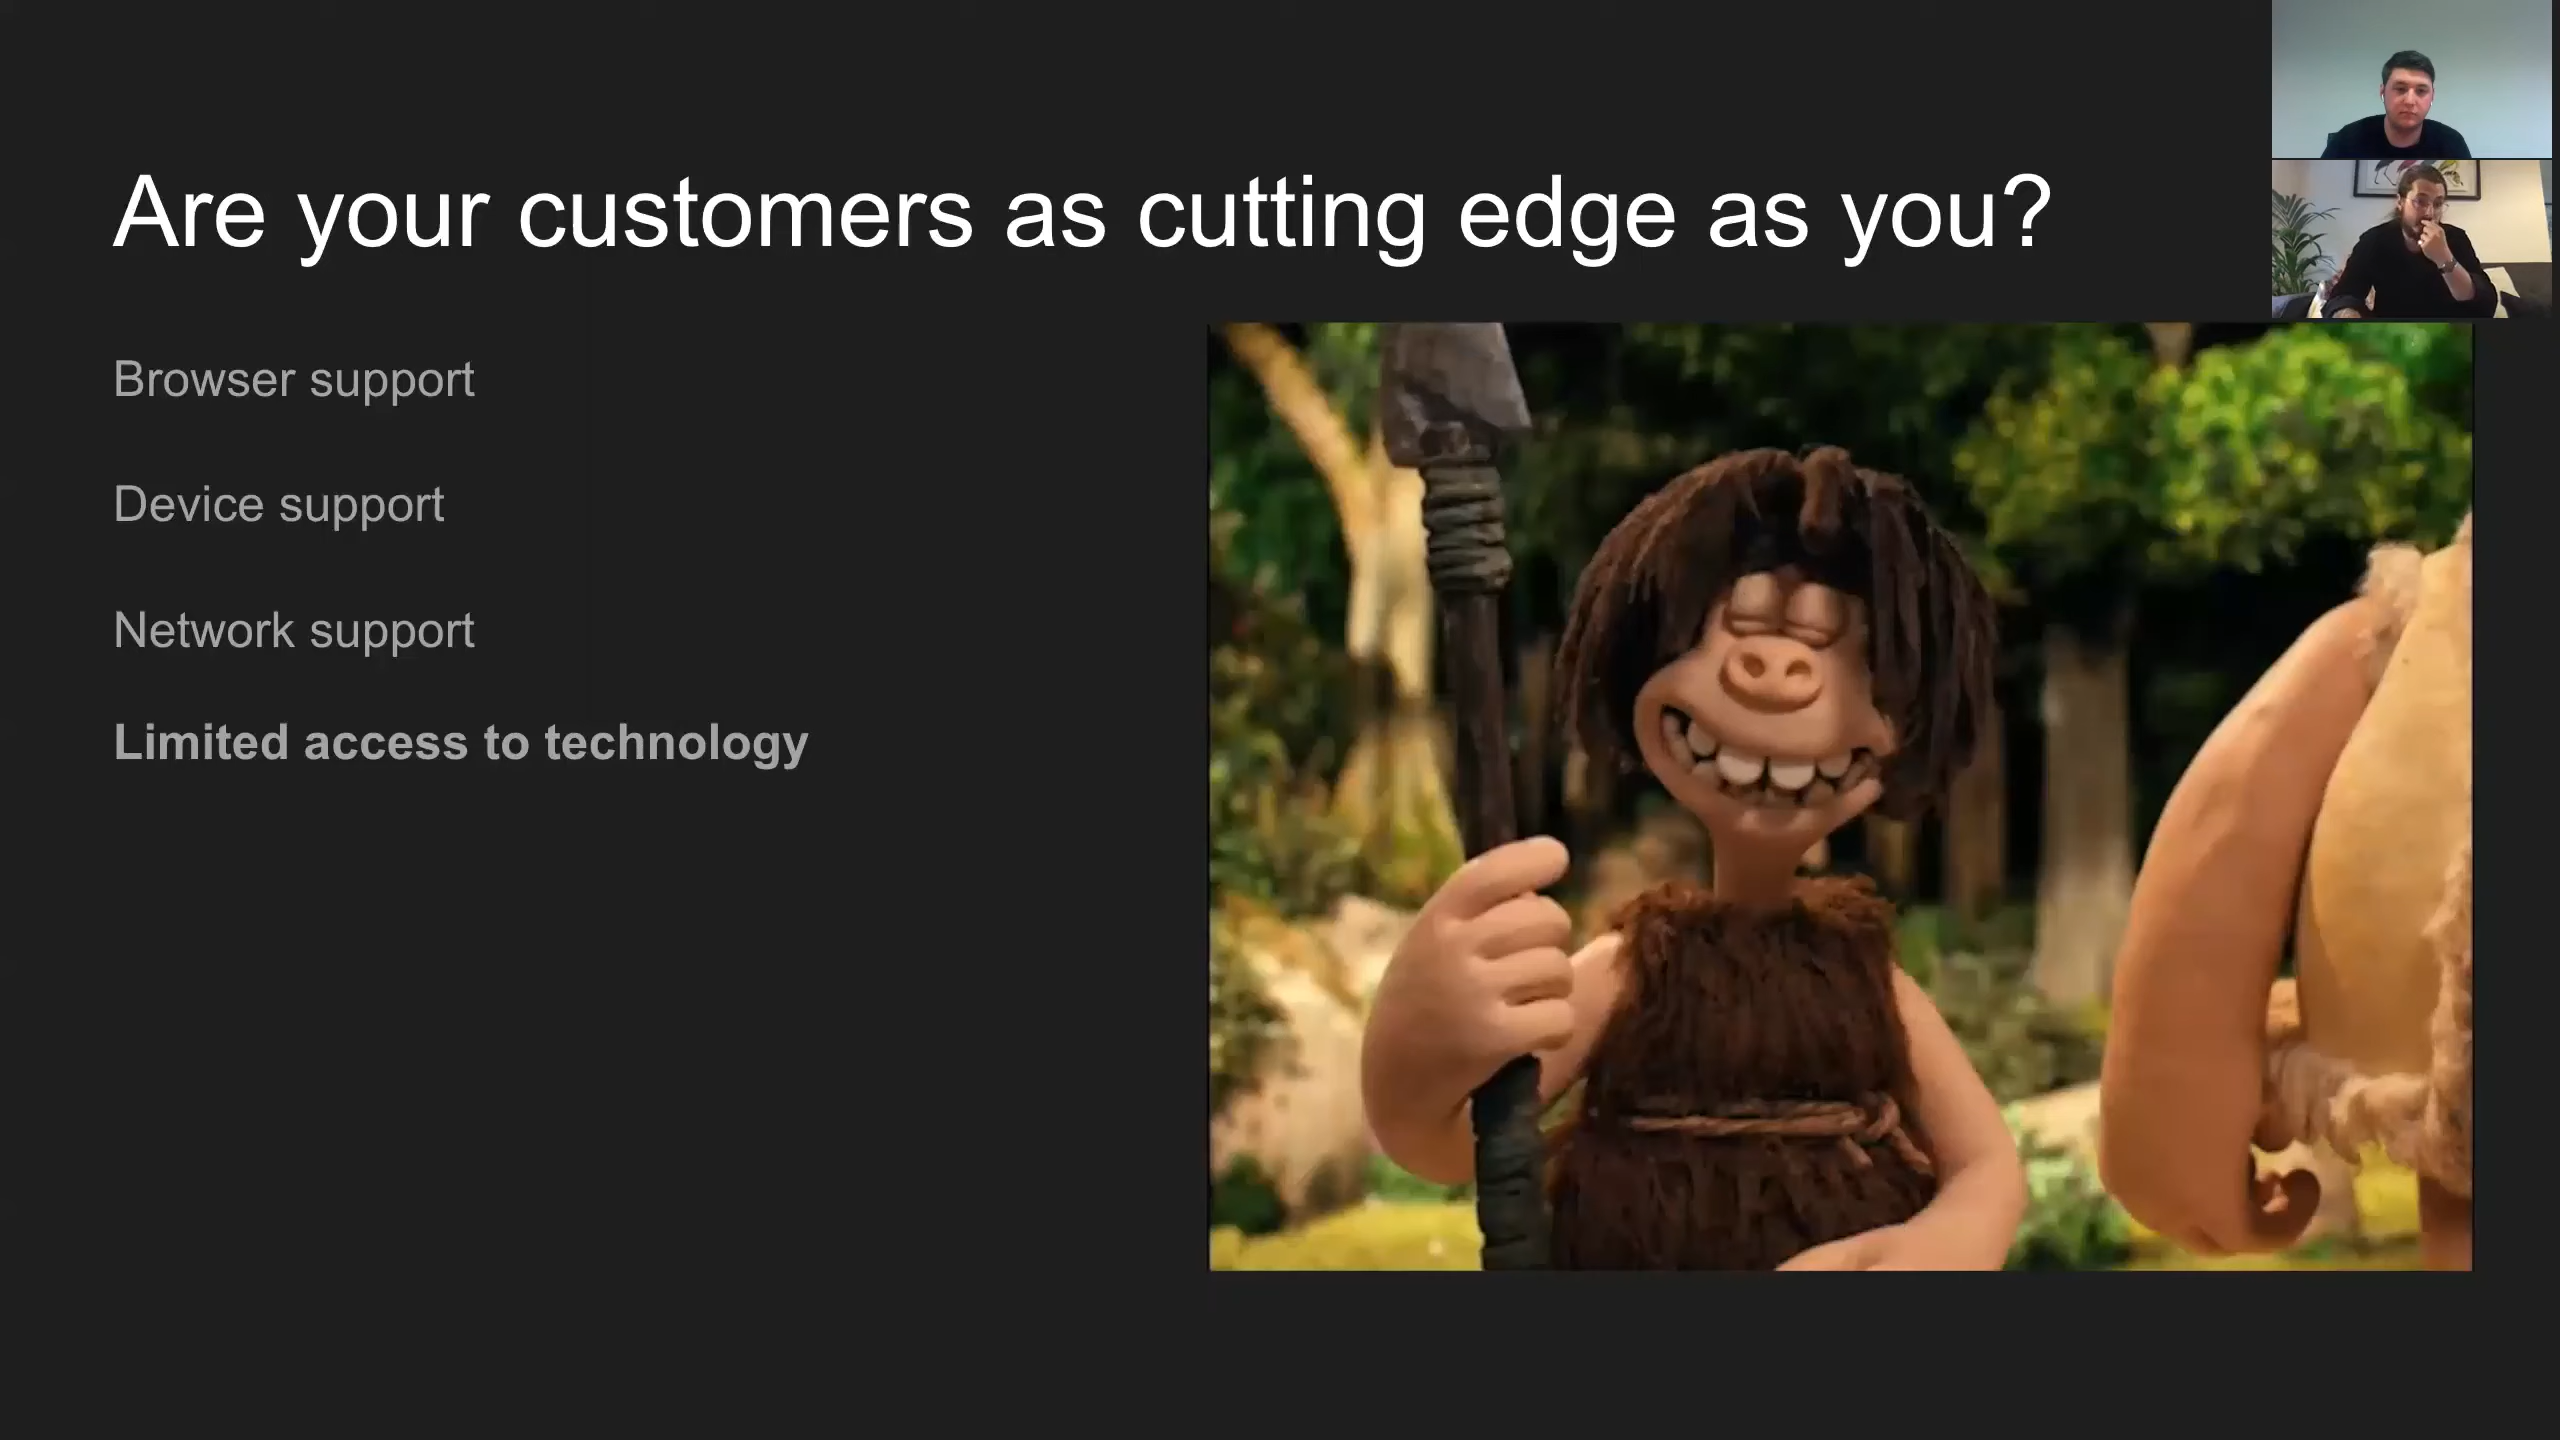 Are your customers as cutting edge as you?
Browser support
Device support
Network support
Limited access to technology